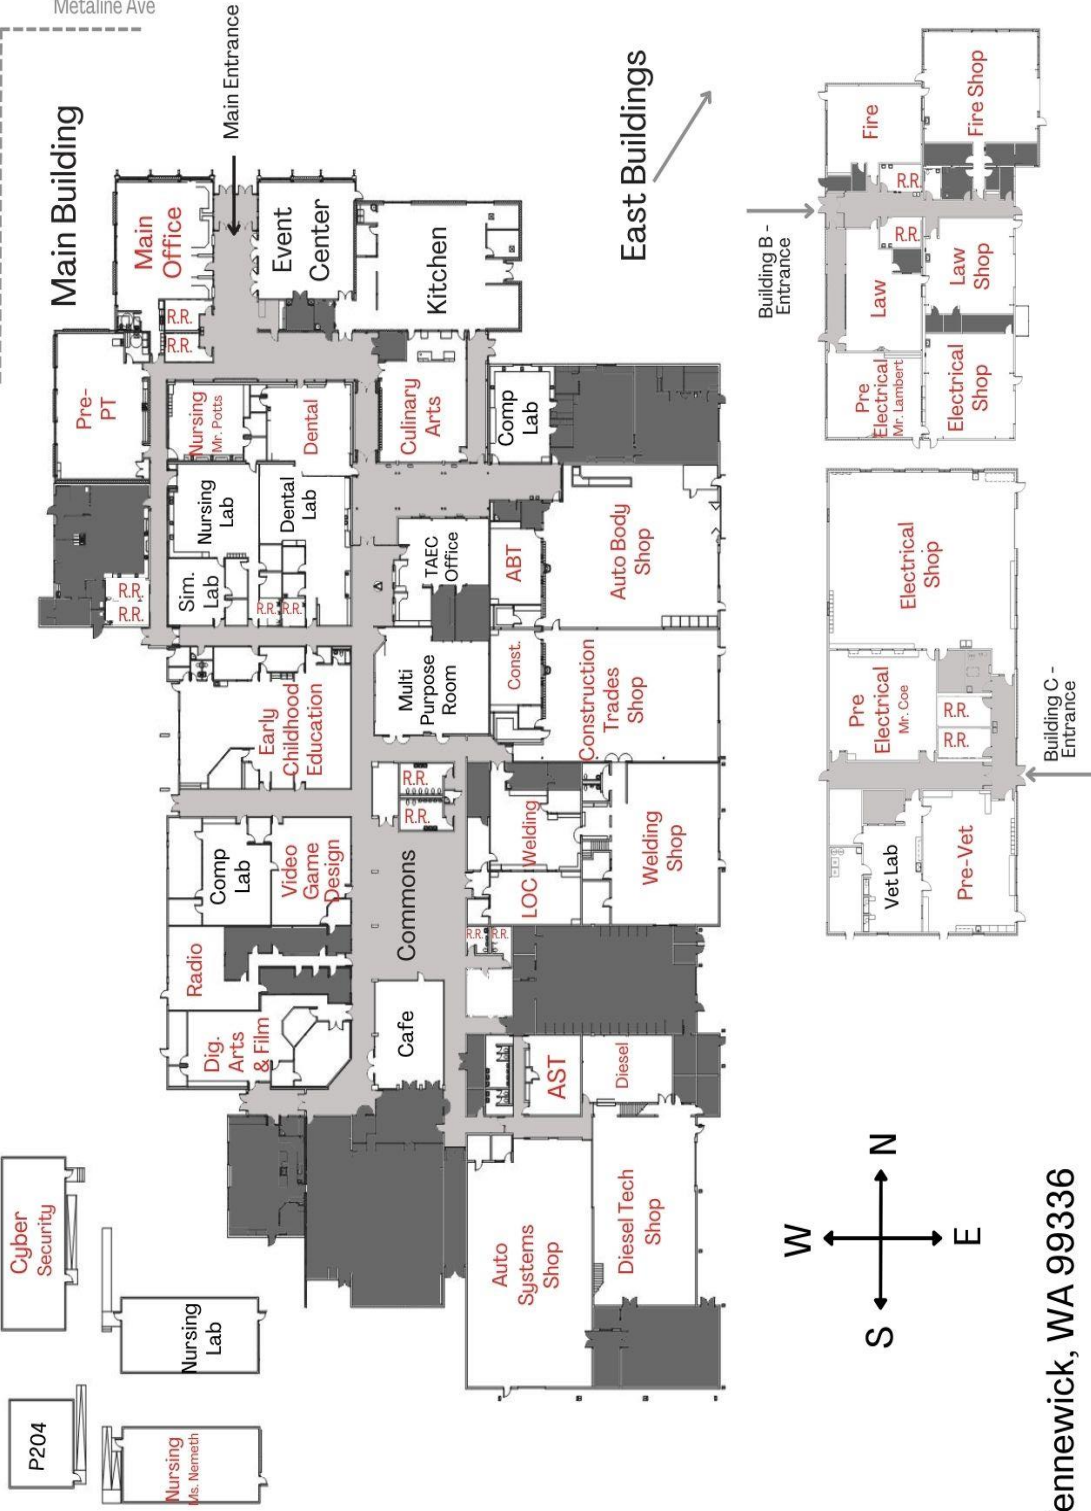 Metaline Ave
Main Building
Main Entrance
East Buildings
Main
Office
Event
Center
Kitchen
R.R.
R.R.
Pre-
PT
Nursing
Mr. Potts
Dental
Culinary
Arts
Comp
Lab
Nursing
Lab
Dental
Lab
Sim.
Lab
R.R.
R.R.
R.R.
R.R.
TAEC
Office
ABT
Auto Body
Shop
Early
Childhood
Education
Multi
Purpose
Room
Const.
Construction
Trades
Shop
R.R.
R.R.
Comp
Lab
Video
Game
Design
Commons
Welding
LOC
Welding
Shop
R.R.
R.R.
Radio
Dig.
Arts
& Film
Cafe
AST
Diesel
Auto
Systems
Shop
Diesel Tech
Shop
Cyber
Security
Nursing
Lab
P204
Nursing
Ms. Nemeth
Building B -
Entrance
Fire
Fire Shop
R.R.
R.R.
Law
Law
Shop
Pre
Electrical
Mr. Lambert
Electrical
Shop
Electrical
Shop
Pre
Electrical
Mr. Coe
R.R.
R.R.
Building C -
Entrance
Vet Lab
Pre-Vet
N
W
E
S
ennewick, WA 99336